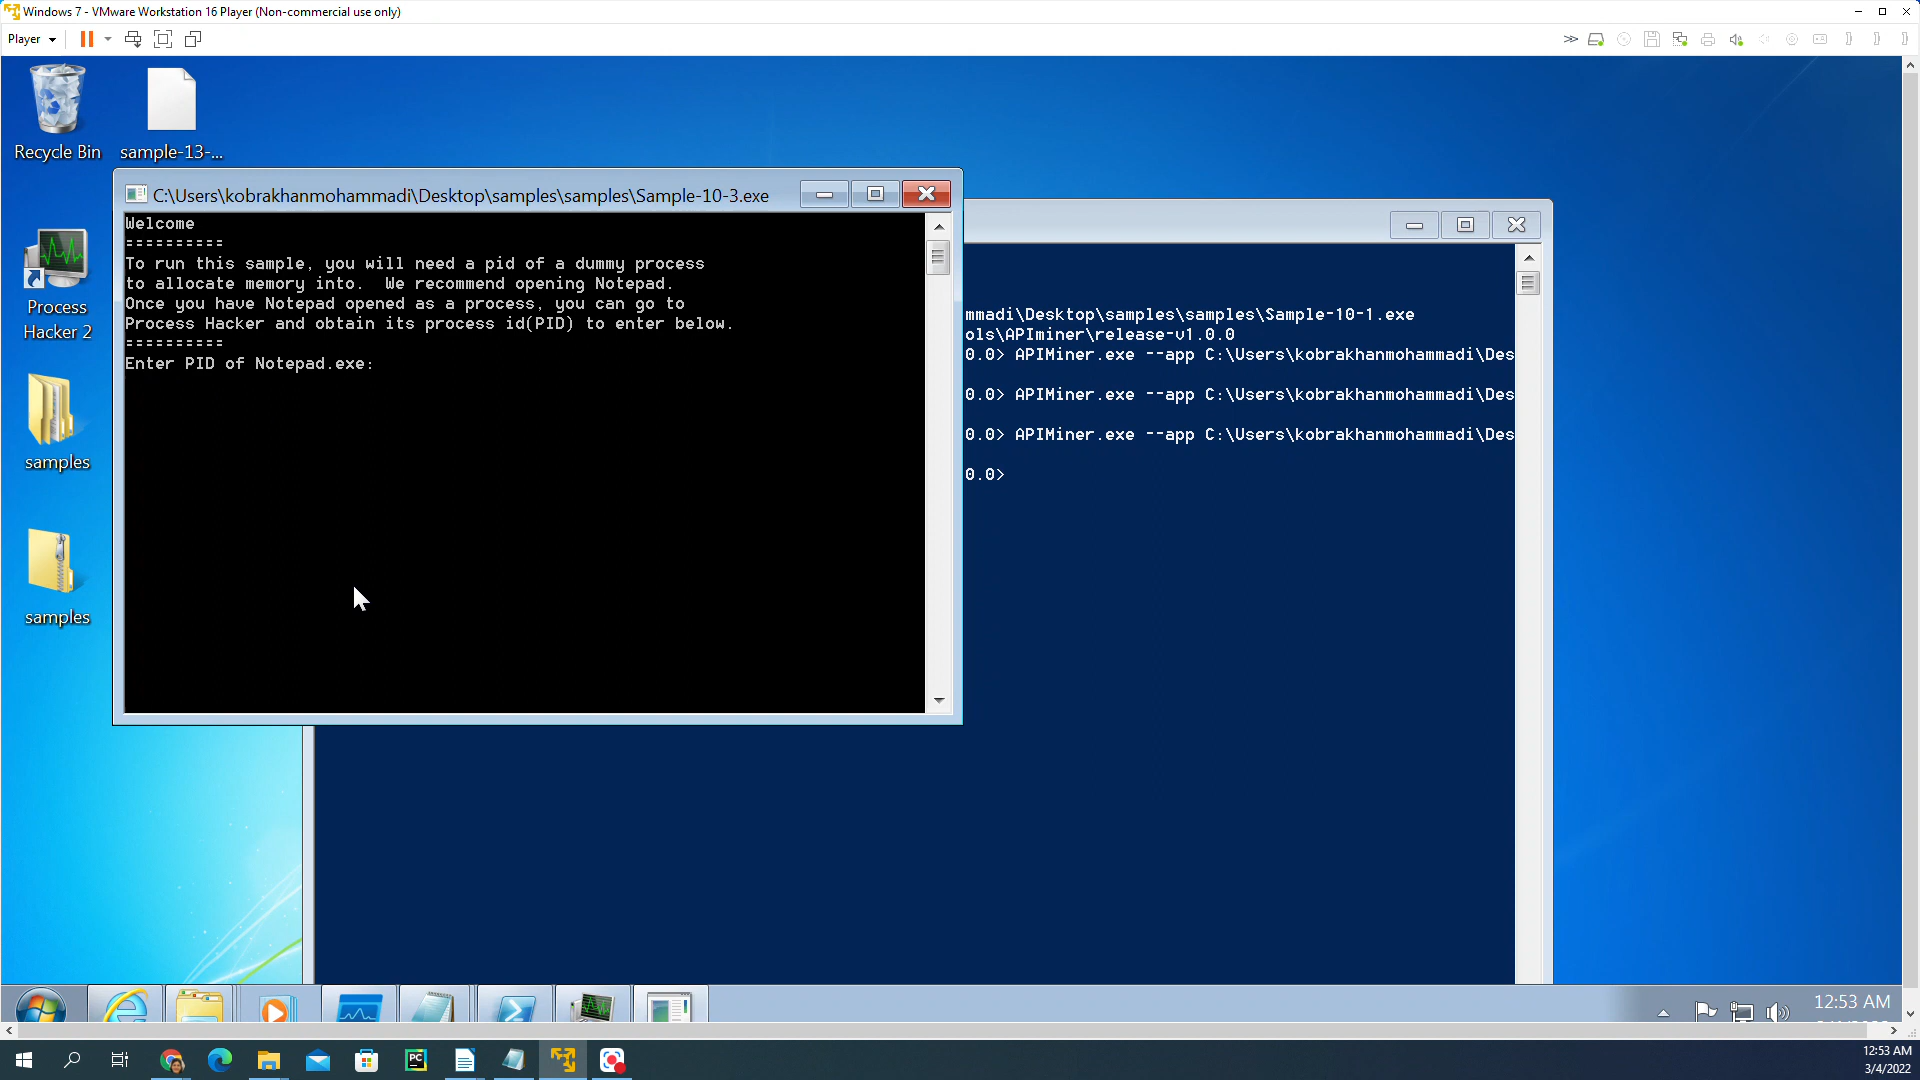 Windows 7 - VMware Workstation 16 Player (Non-commercial use only)
Player
Recycle Bin
sample-13-...
C:\Users\kobrakhanmohammadi\Desktop\samples\samples\Sample-10-3.exe
Welcome
==========
To run this sample, you will need a pid of a dummy process
to allocate memory into.  We recommend opening Notepad.
Once you have Notepad opened as a process, you can go to
Process Hacker and obtain its process id(PID) to enter below.
==========
Enter PID of Notepad.exe:
mmadi\Desktop\samples\samples\Sample-10-1.exe
ols\APIminer\release-v1.0.0
0.0> APIMiner.exe --app C:\Users\kobrakhanmohammadi\Des
0.0> APIMiner.exe --app C:\Users\kobrakhanmohammadi\Des
0.0> APIMiner.exe --app C:\Users\kobrakhanmohammadi\Des
0.0>
Process
Hacker 2
samples
samples
12:53 AM
PC
12:53 AM
3/4/2022